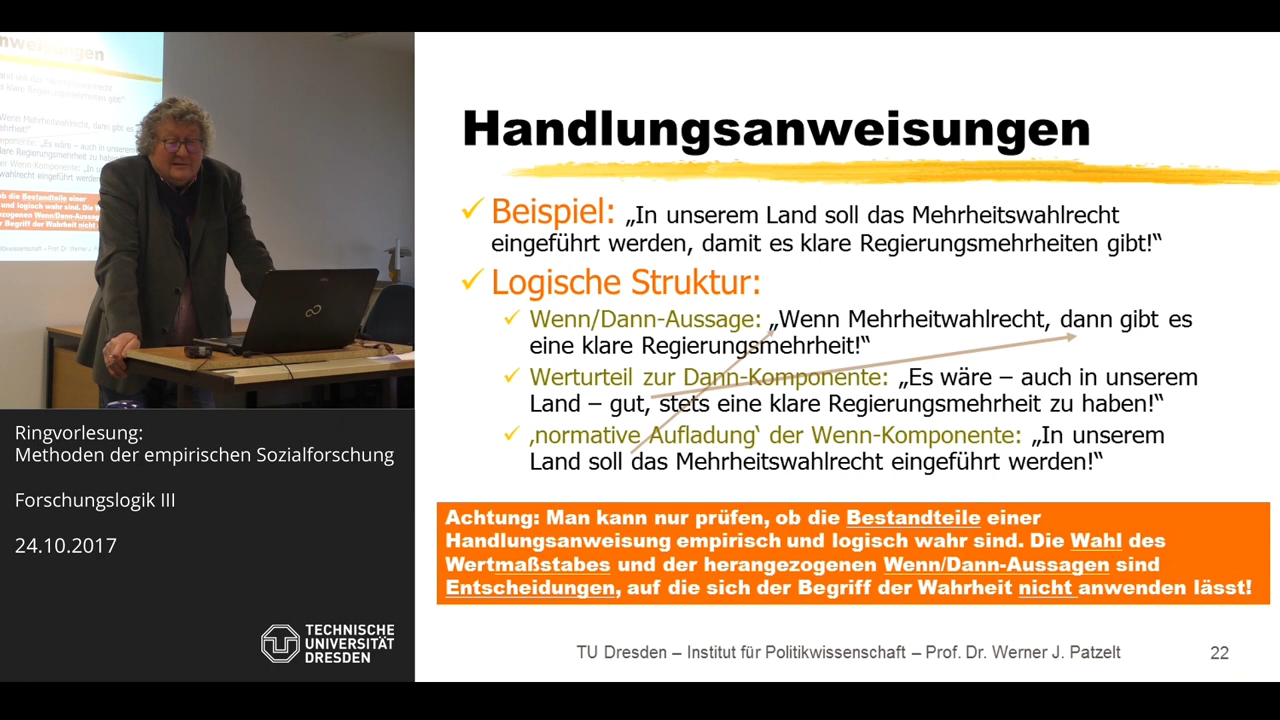 Handlungsanweisungen
Beispiel: „In unserem Land soll das Mehrheitswahlrecht
eingeführt werden, damit es klare Regierungsmehrheiten gibt!“
Logische Struktur:
Wenn/Dann-Aussage: „Wenn Mehrheitwahlrecht, dann gibt es
eine klare Regierungsmehrheit!“
Werturteil zur Dann-Komponente: „Es wäre – auch in unserem
Land – gut, stets eine klare Regierungsmehrheit zu haben!“
‚normative Aufladung‘ der Wenn-Komponente: „In unserem
Land soll das Mehrheitswahlrecht eingeführt werden!“
Achtung: Man kann nur prüfen, ob die Bestandteile einer
Handlungsanweisung empirisch und logisch wahr sind. Die Wahl des
Wertmaßstabes und der herangezogenen Wenn/Dann-Aussagen sind
Entscheidungen, auf die sich der Begriff der Wahrheit nicht anwenden lässt!
TU Dresden – Institut für Politikwissenschaft – Prof. Dr. Werner J. Patzelt
22
Ringvorlesung:
Methoden der empirischen Sozialforschung
Forschungslogik III
24.10.2017
TECHNISCHE
UNIVERSITÄT
DRESDEN